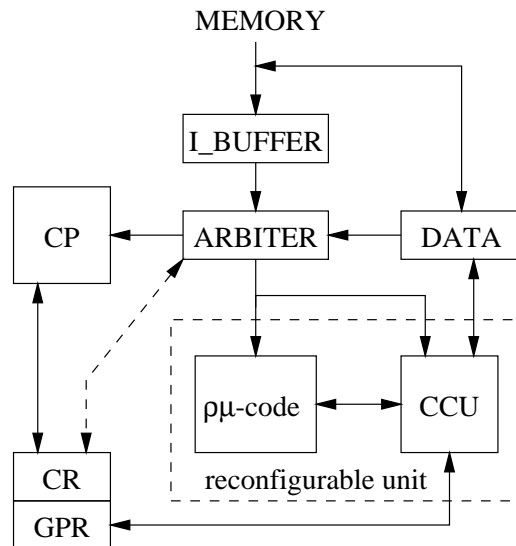 MEMORY
I_BUFFER
CP
ARBITER
DATA
ρμ-code
CCU
reconfigurable unit
CR
GPR